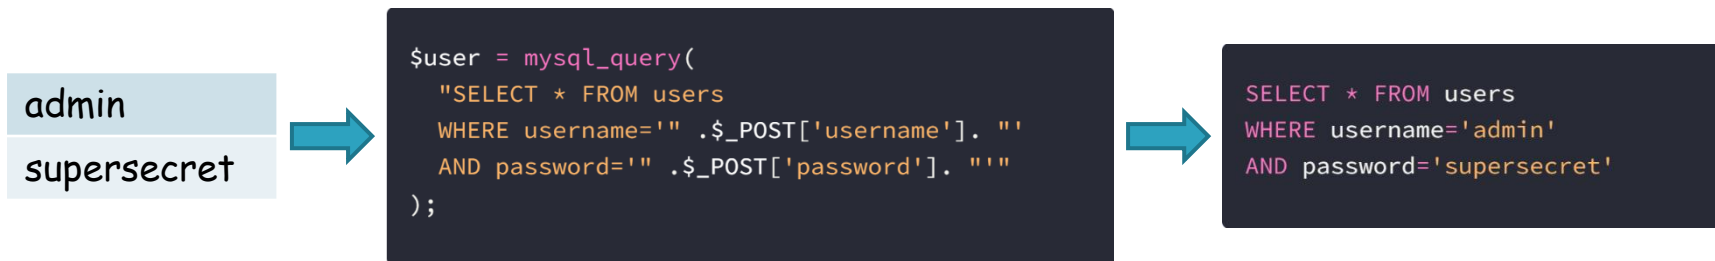 admin
supersecret
$user = mysql_query(
"SELECT * FROM users
WHERE username='" .$_POST['username']. "'
AND password='" .$_POST['password']. "'"
);
SELECT * FROM users
WHERE username='admin'
AND password='supersecret'